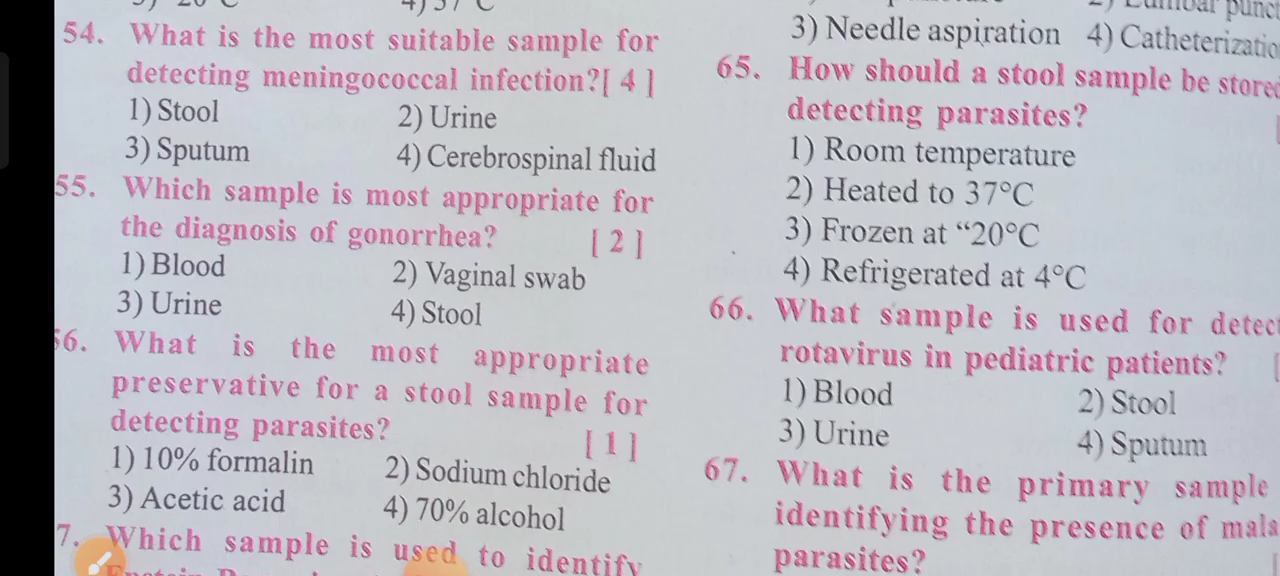 54. What is the most suitable sample for
detecting meningococcal infection?[ 4 ]
1) Stool 2) Urine
3) Sputum 4) Cerebrospinal fluid
55. Which sample is most appropriate for
the diagnosis of gonorrhea? [ 2 ]
1) Blood 2) Vaginal swab
3) Urine 4) Stool
56. What is the most appropriate
preservative for a stool sample for
detecting parasites? [ 1 ]
1) 10% formalin 2) Sodium chloride
3) Acetic acid 4) 70% alcohol
7. Which sample is used to identify
3) Needle aspiration 4) Catheterizatio
65. How should a stool sample be stored
detecting parasites?
1) Room temperature
2) Heated to 37°C
3) Frozen at “20°C
4) Refrigerated at 4°C
66. What sample is used for detect
rotavirus in pediatric patients? [
1) Blood 2) Stool
3) Urine 4) Sputum
67. What is the primary sample
identifying the presence of mala
parasites?